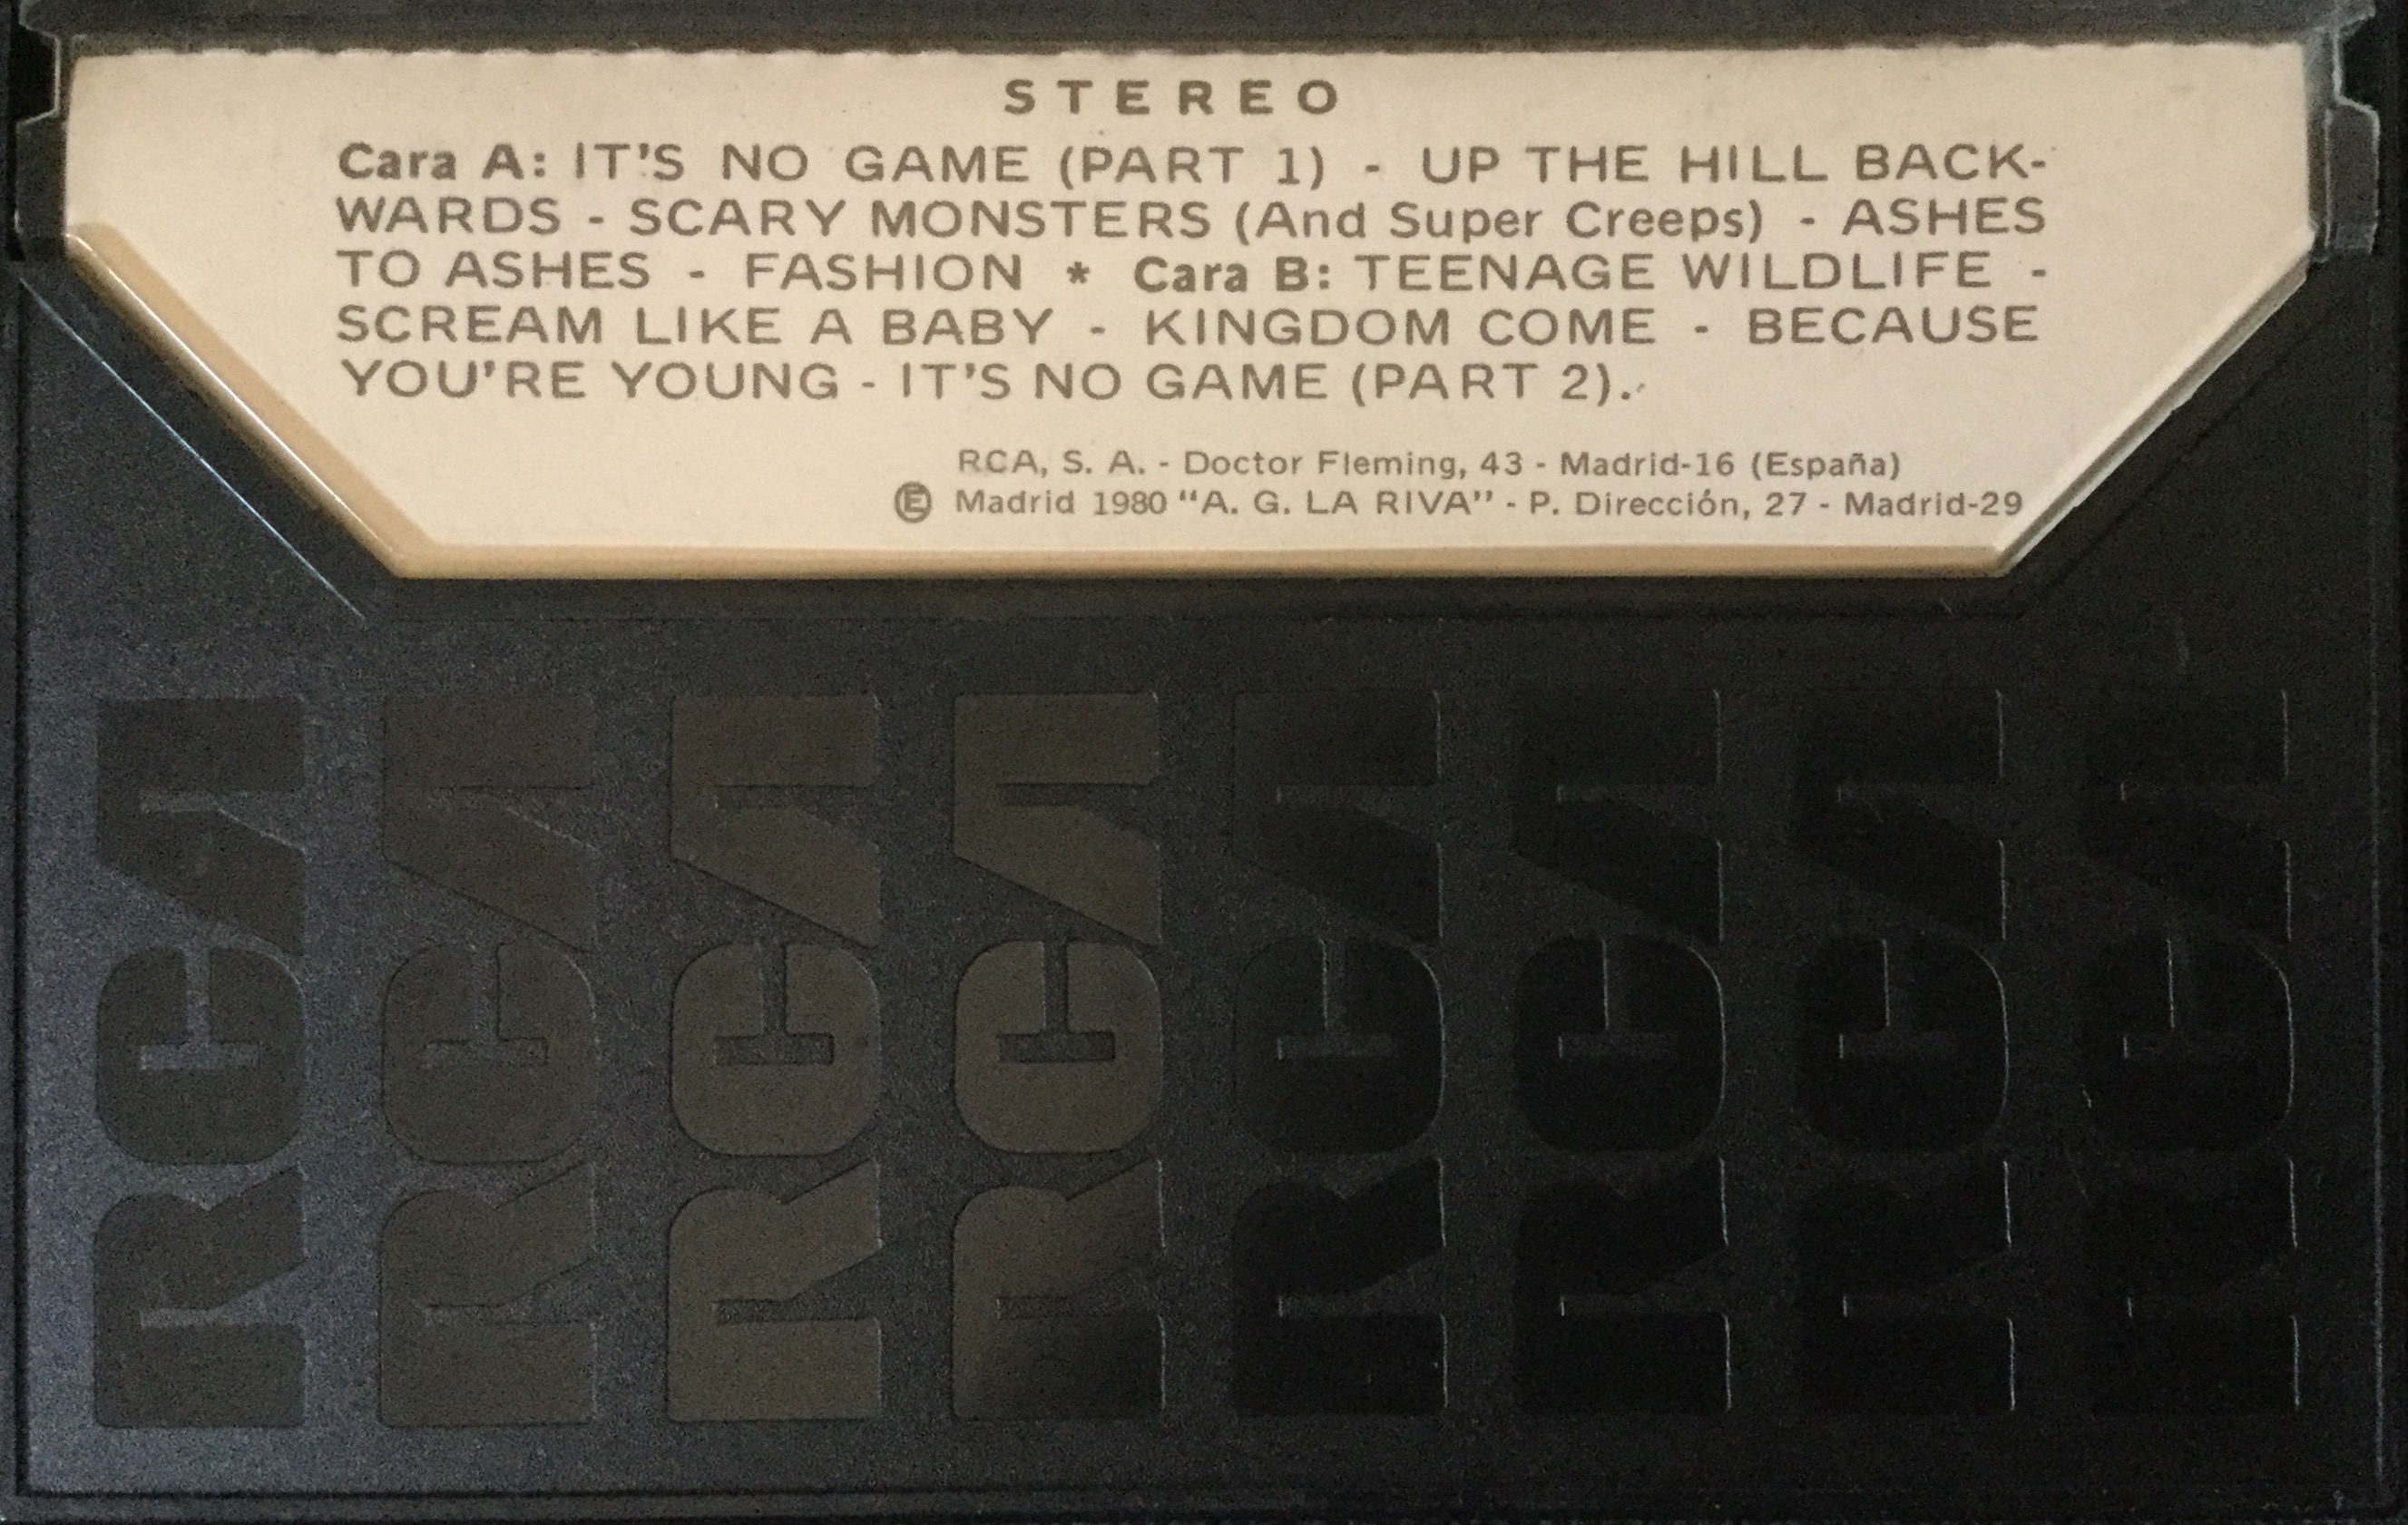 STEREO
Cara A: IT'S NO GAME (PART 1) - UP THE HILL BACK-
WARDS - SCARY MONSTERS (And Super Creeps) - ASHES
TO ASHES - FASHION * Cara B: TEENAGE WILDLIFE -
SCREAM LIKE A BABY - KINGDOM COME - BECAUSE
YOU'RE YOUNG - IT'S NO GAME (PART 2).
RCA, S. A. - Doctor Fleming, 43 - Madrid-16 (España)
Ⓔ Madrid 1980 "A. G. LA RIVA" - P. Dirección, 27 - Madrid-29
RCA
RCA
RCA
RCA
RCA
RCA
RCA
RCA